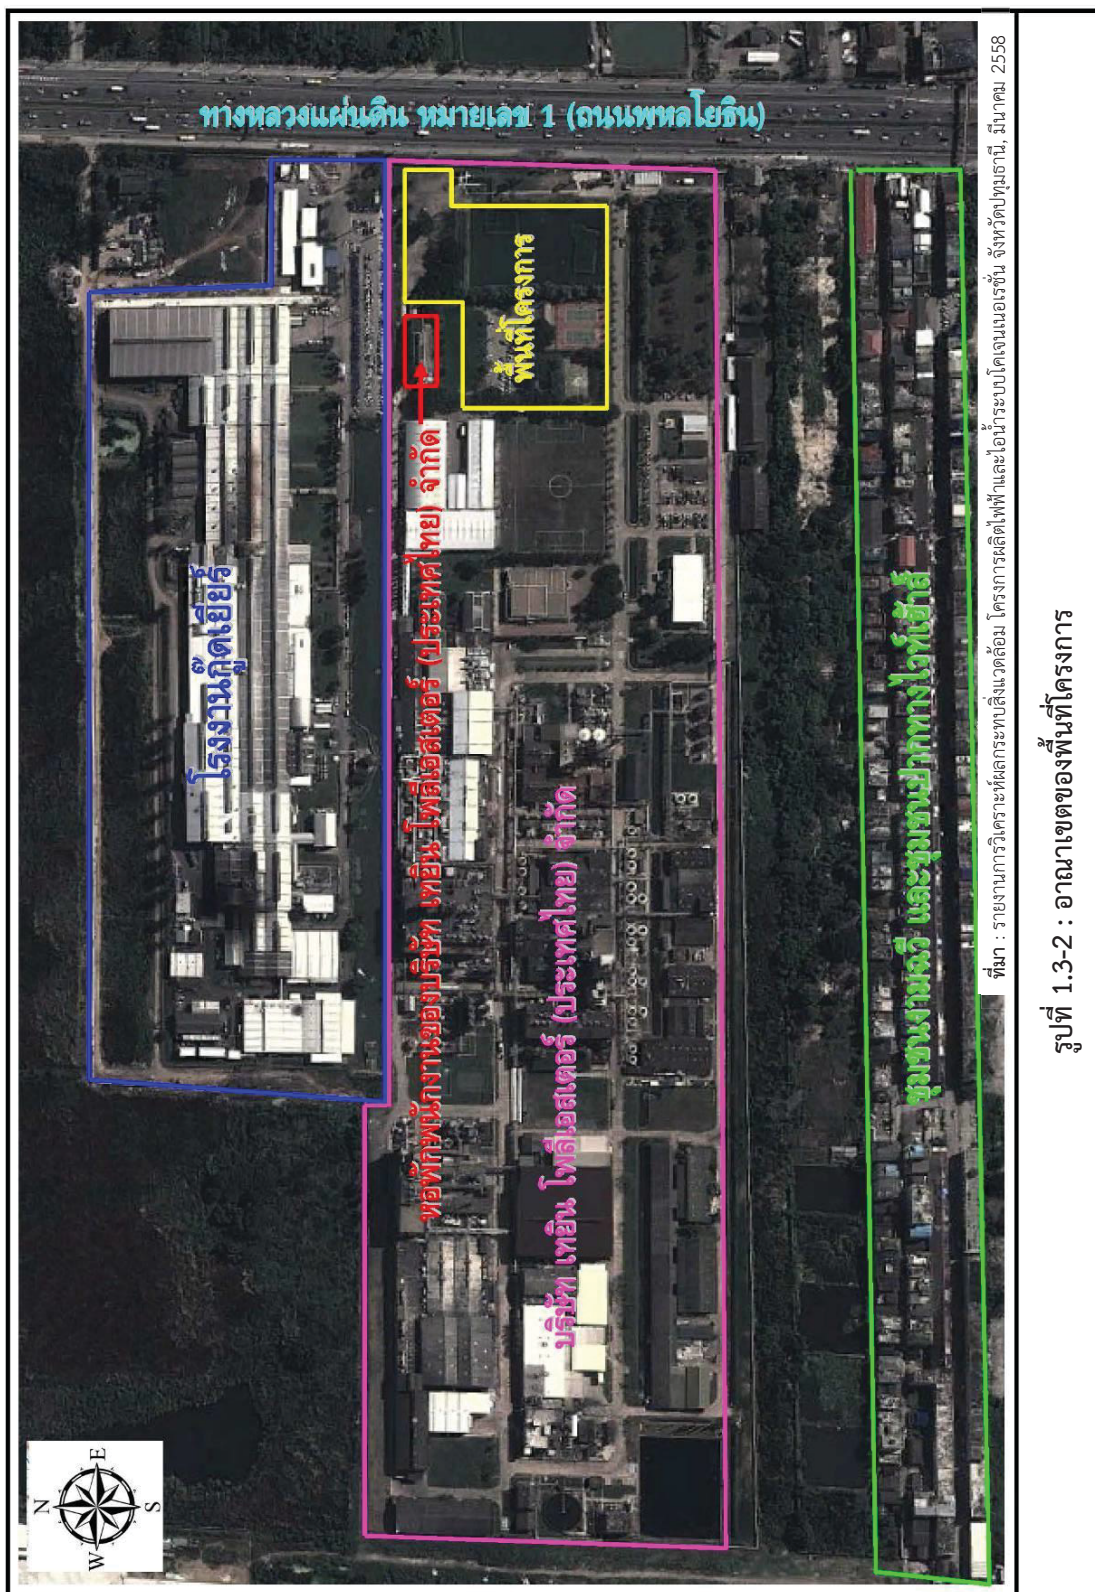 ทางหลวงแผ่นดิน หมายเลข 1 (ถนนพหลโยธิน)
โรงงานกู๊ดเยียร์
พื้นที่โครงการ
หอพักพนักงานของบริษัท เทยิน โพลีเอสเตอร์ (ประเทศไทย) จำกัด
บริษัท เทยิน โพลีเอสเตอร์ (ประเทศไทย) จำกัด
ชุมชนงามฉวี และชุมชนปากทางไวท์เฮ้าส์
N
W
E
S
ที่มา : รายงานการวิเคราะห์ผลกระทบสิ่งแวดล้อม โครงการผลิตไฟฟ้าและไอน้ำระบบโคเจนเนอเรชั่น จังหวัดปทุมธานี, มีนาคม 2558
รูปที่ 1.3-2 : อาณาเขตของพื้นที่โครงการ